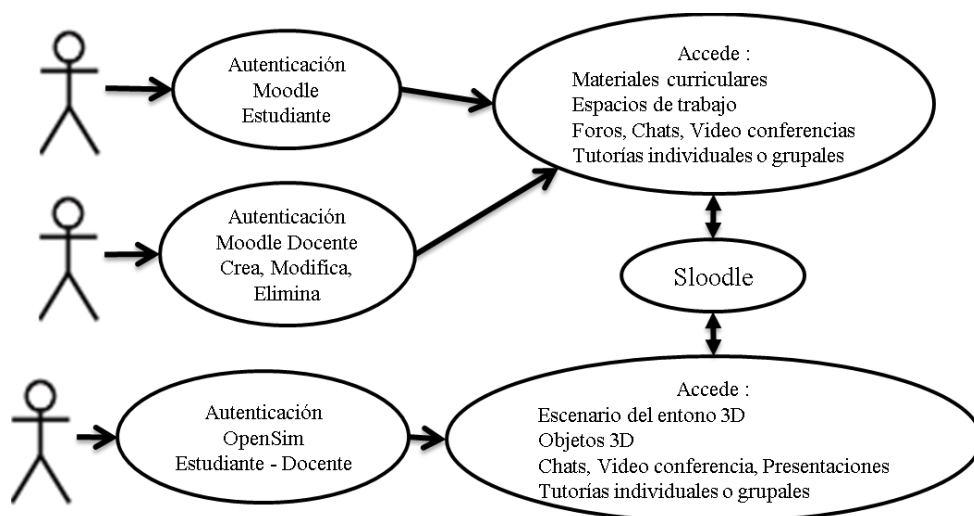 Autenticación
Moodle
Estudiante
Accede :
Materiales curriculares
Espacios de trabajo
Foros, Chats, Video conferencias
Tutorías individuales o grupales
Autenticación
Moodle Docente
Crea, Modifica,
Elimina
Sloodle
Autenticación
OpenSim
Estudiante - Docente
Accede :
Escenario del entono 3D
Objetos 3D
Chats, Video conferencia, Presentaciones
Tutorías individuales o grupales